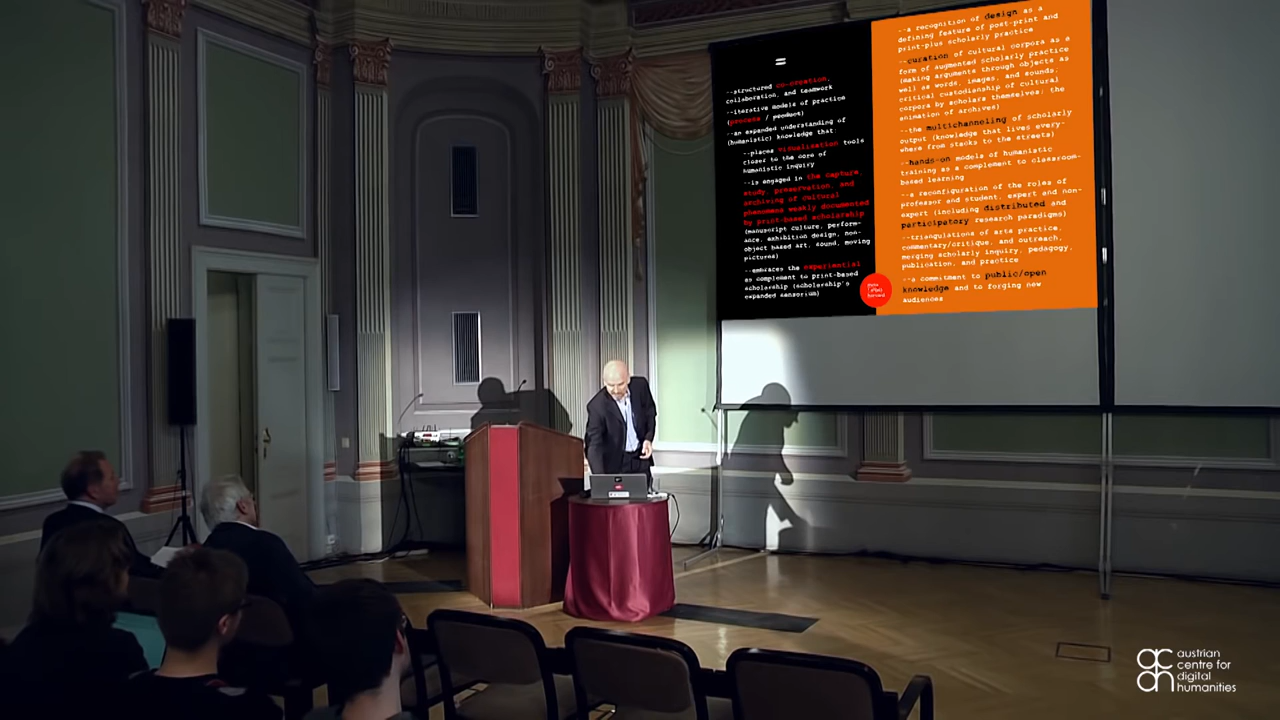 =
--structured co-creation,
collaboration, and teamwork
--iterative models of practice
(process / product)
--an expanded understanding of
(humanistic) knowledge that:
--places visualisation tools
closer to the core of
humanistic inquiry
--is engaged in the capture,
study, preservation, and
archiving of cultural
phenomena weakly documented
by print-based scholarship
(manuscript culture, perform-
ance, exhibition design, non-
object based art, sound, moving
pictures)
--embraces the experiential
as complement to print-based
scholarship (scholarship's
expanded sensorium)
--a recognition of design as a
defining feature of post-print and
print-plus scholarly practice
--curation of cultural corpora as a
form of augmented scholarly practice
(making arguments through objects as
well as words, images, and sounds;
critical custodianship of cultural
corpora by scholars themselves; the
animation of archives)
--the multichanneling of scholarly
output (knowledge that lives every-
where from stacks to the streets)
--hands-on models of humanistic
training as a complement to classroom-
based learning
--a reconfiguration of the roles of
professor and student, expert and non-
expert (including distributed and
participatory research paradigms)
--triangulations of arts practice,
commentary/critique, and outreach,
merging scholarly inquiry, pedagogy,
publication, and practice
--a commitment to public/open
knowledge and to forging new
audiences
meta
LAB(at)
harvard
acdh
austrian
centre for
digital
humanities